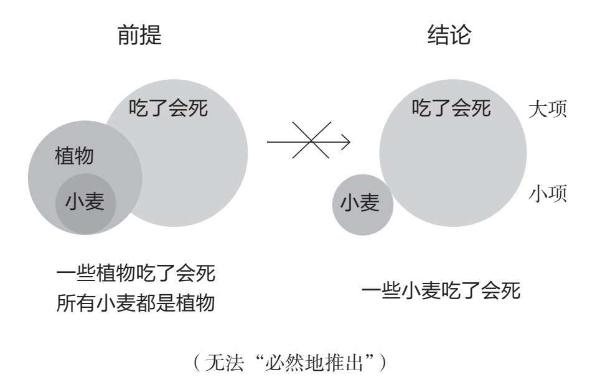 前提
结论
吃了会死
植物
小麦
吃了会死
大项
小麦
小项
一些植物吃了会死
所有小麦都是植物
一些小麦吃了会死
（无法“必然地推出”）